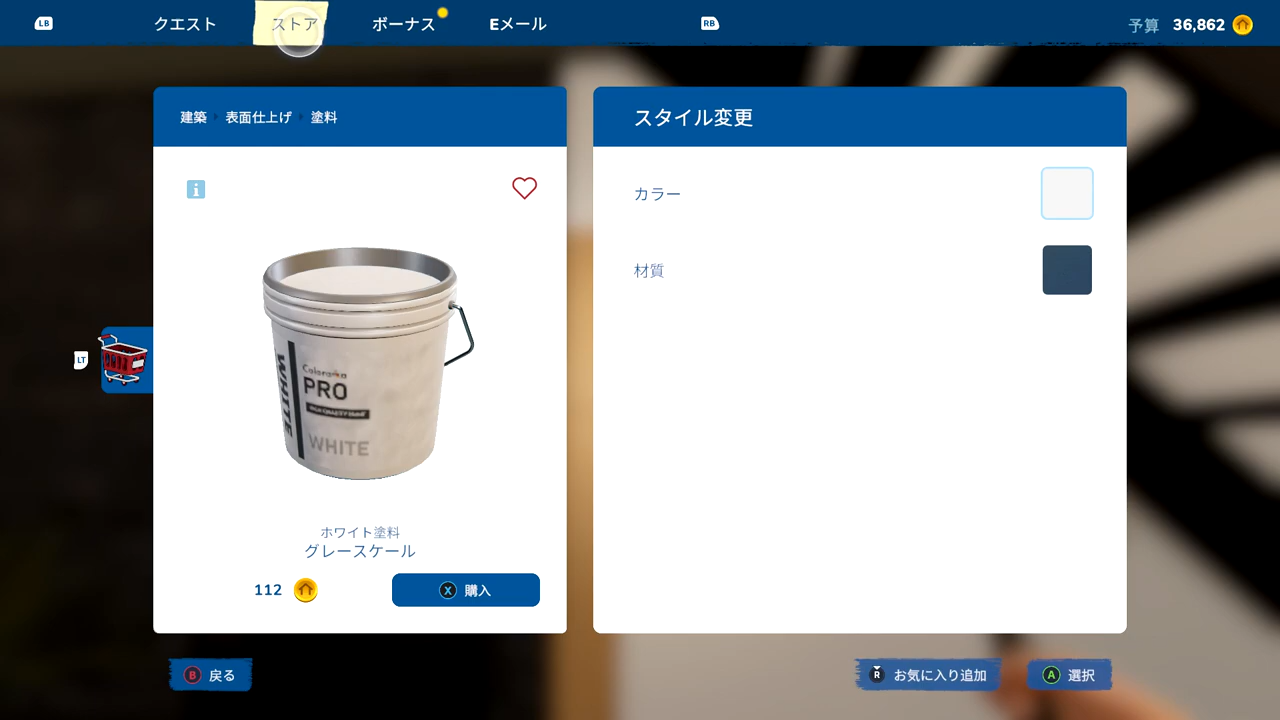 LB クエスト ストア ボーナス Eメール RB 予算 36,862
建築 表面仕上げ 塗料
スタイル変更
カラー
材質
LT
WHITE
Colorama
PRO
HIGH QUALITY PAINT
WHITE
ホワイト塗料
グレースケール
112 X 購入
B 戻る R お気に入り追加 A 選択